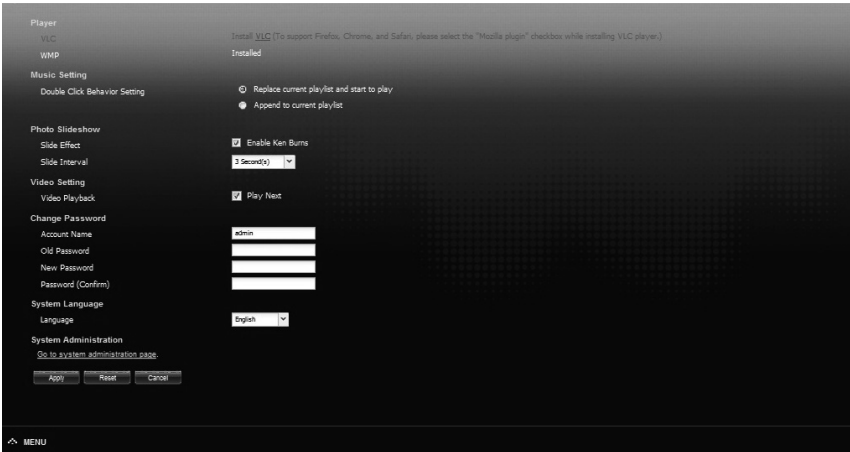 Player
VLC Install VLC (To support Firefox, Chrome, and Safari, please select the "Mozilla plugin" checkbox while installing VLC player.)
WMP Installed
Music Setting
Double Click Behavior Setting Replace current playlist and start to play
Append to current playlist
Photo Slideshow
Slide Effect Enable Ken Burns
Slide Interval 3 Second(s)
Video Setting
Video Playback Play Next
Change Password
Account Name admin
Old Password
New Password
Password (Confirm)
System Language
Language English
System Administration
Go to system administration page.
Apply Reset Cancel
MENU